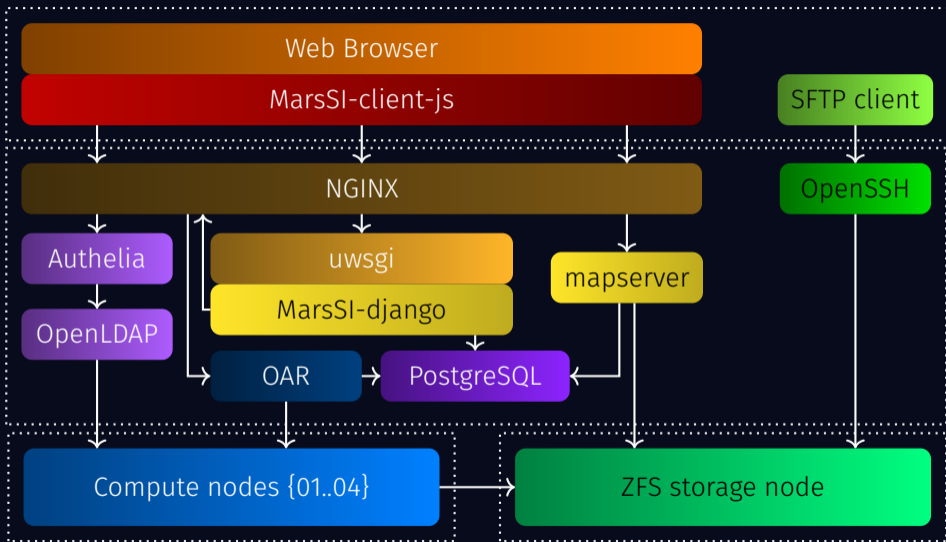 Web Browser
MarsSI-client-js
SFTP client
NGINX
OpenSSH
Authelia
uwsgi
mapserver
MarsSI-django
OpenLDAP
OAR
PostgreSQL
Compute nodes {01..04}
ZFS storage node